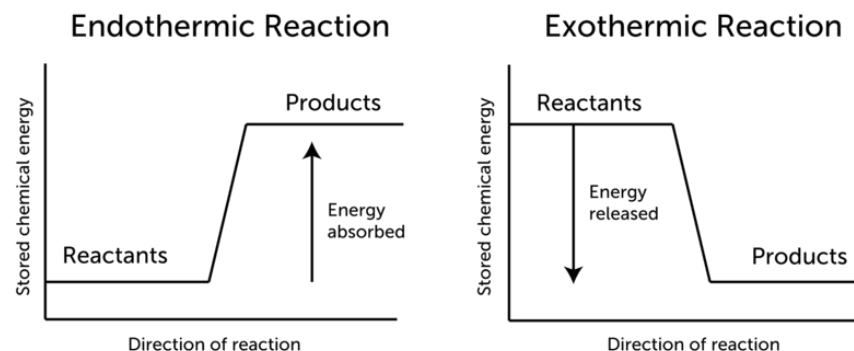 Endothermic Reaction
Stored chemical energy
Products
Energy
absorbed
Reactants
Direction of reaction
Exothermic Reaction
Stored chemical energy
Reactants
Energy
released
Products
Direction of reaction